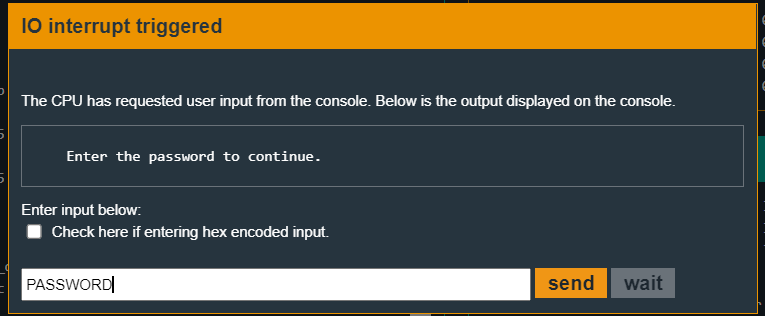 IO interrupt triggered
The CPU has requested user input from the console. Below is the output displayed on the console.
Enter the password to continue.
Enter input below:
Check here if entering hex encoded input.
PASSWORD
send wait